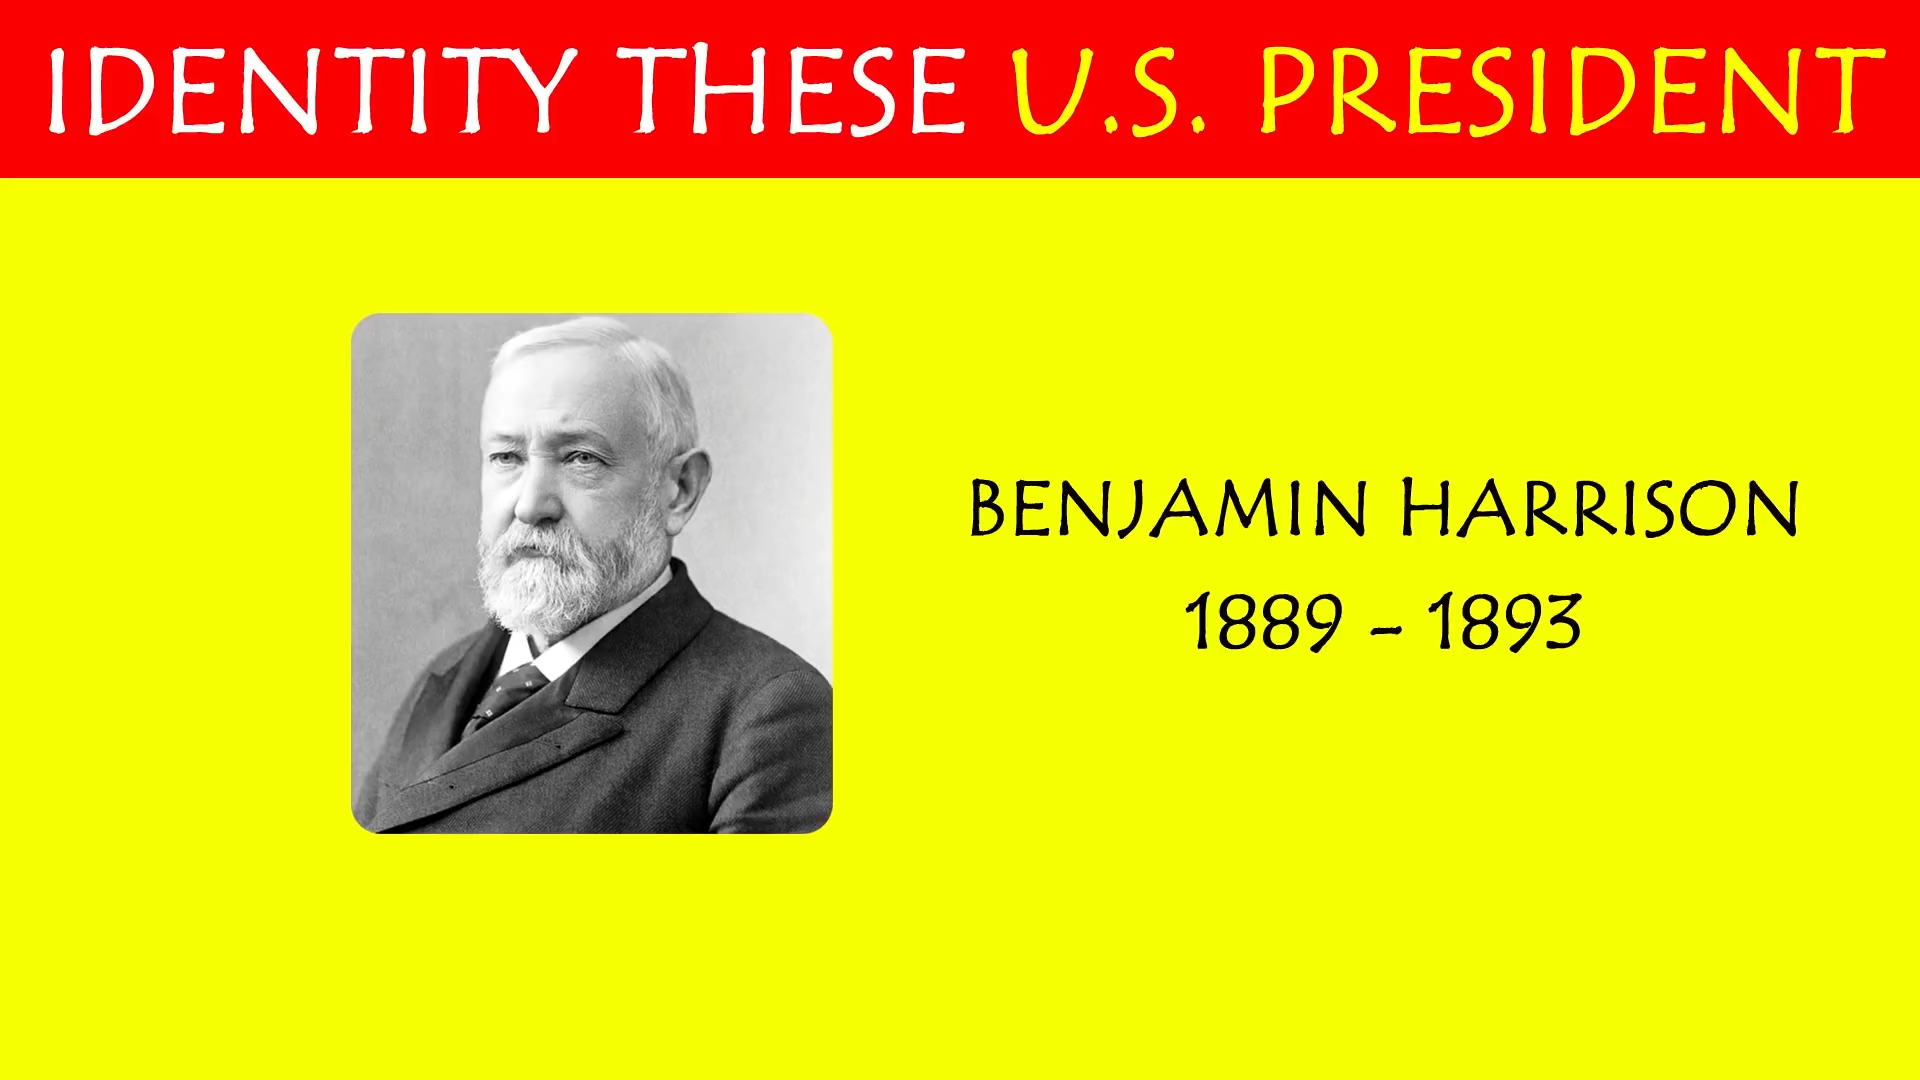 IDENTITY THESE U.S. PRESIDENT
BENJAMIN HARRISON
1889 - 1893